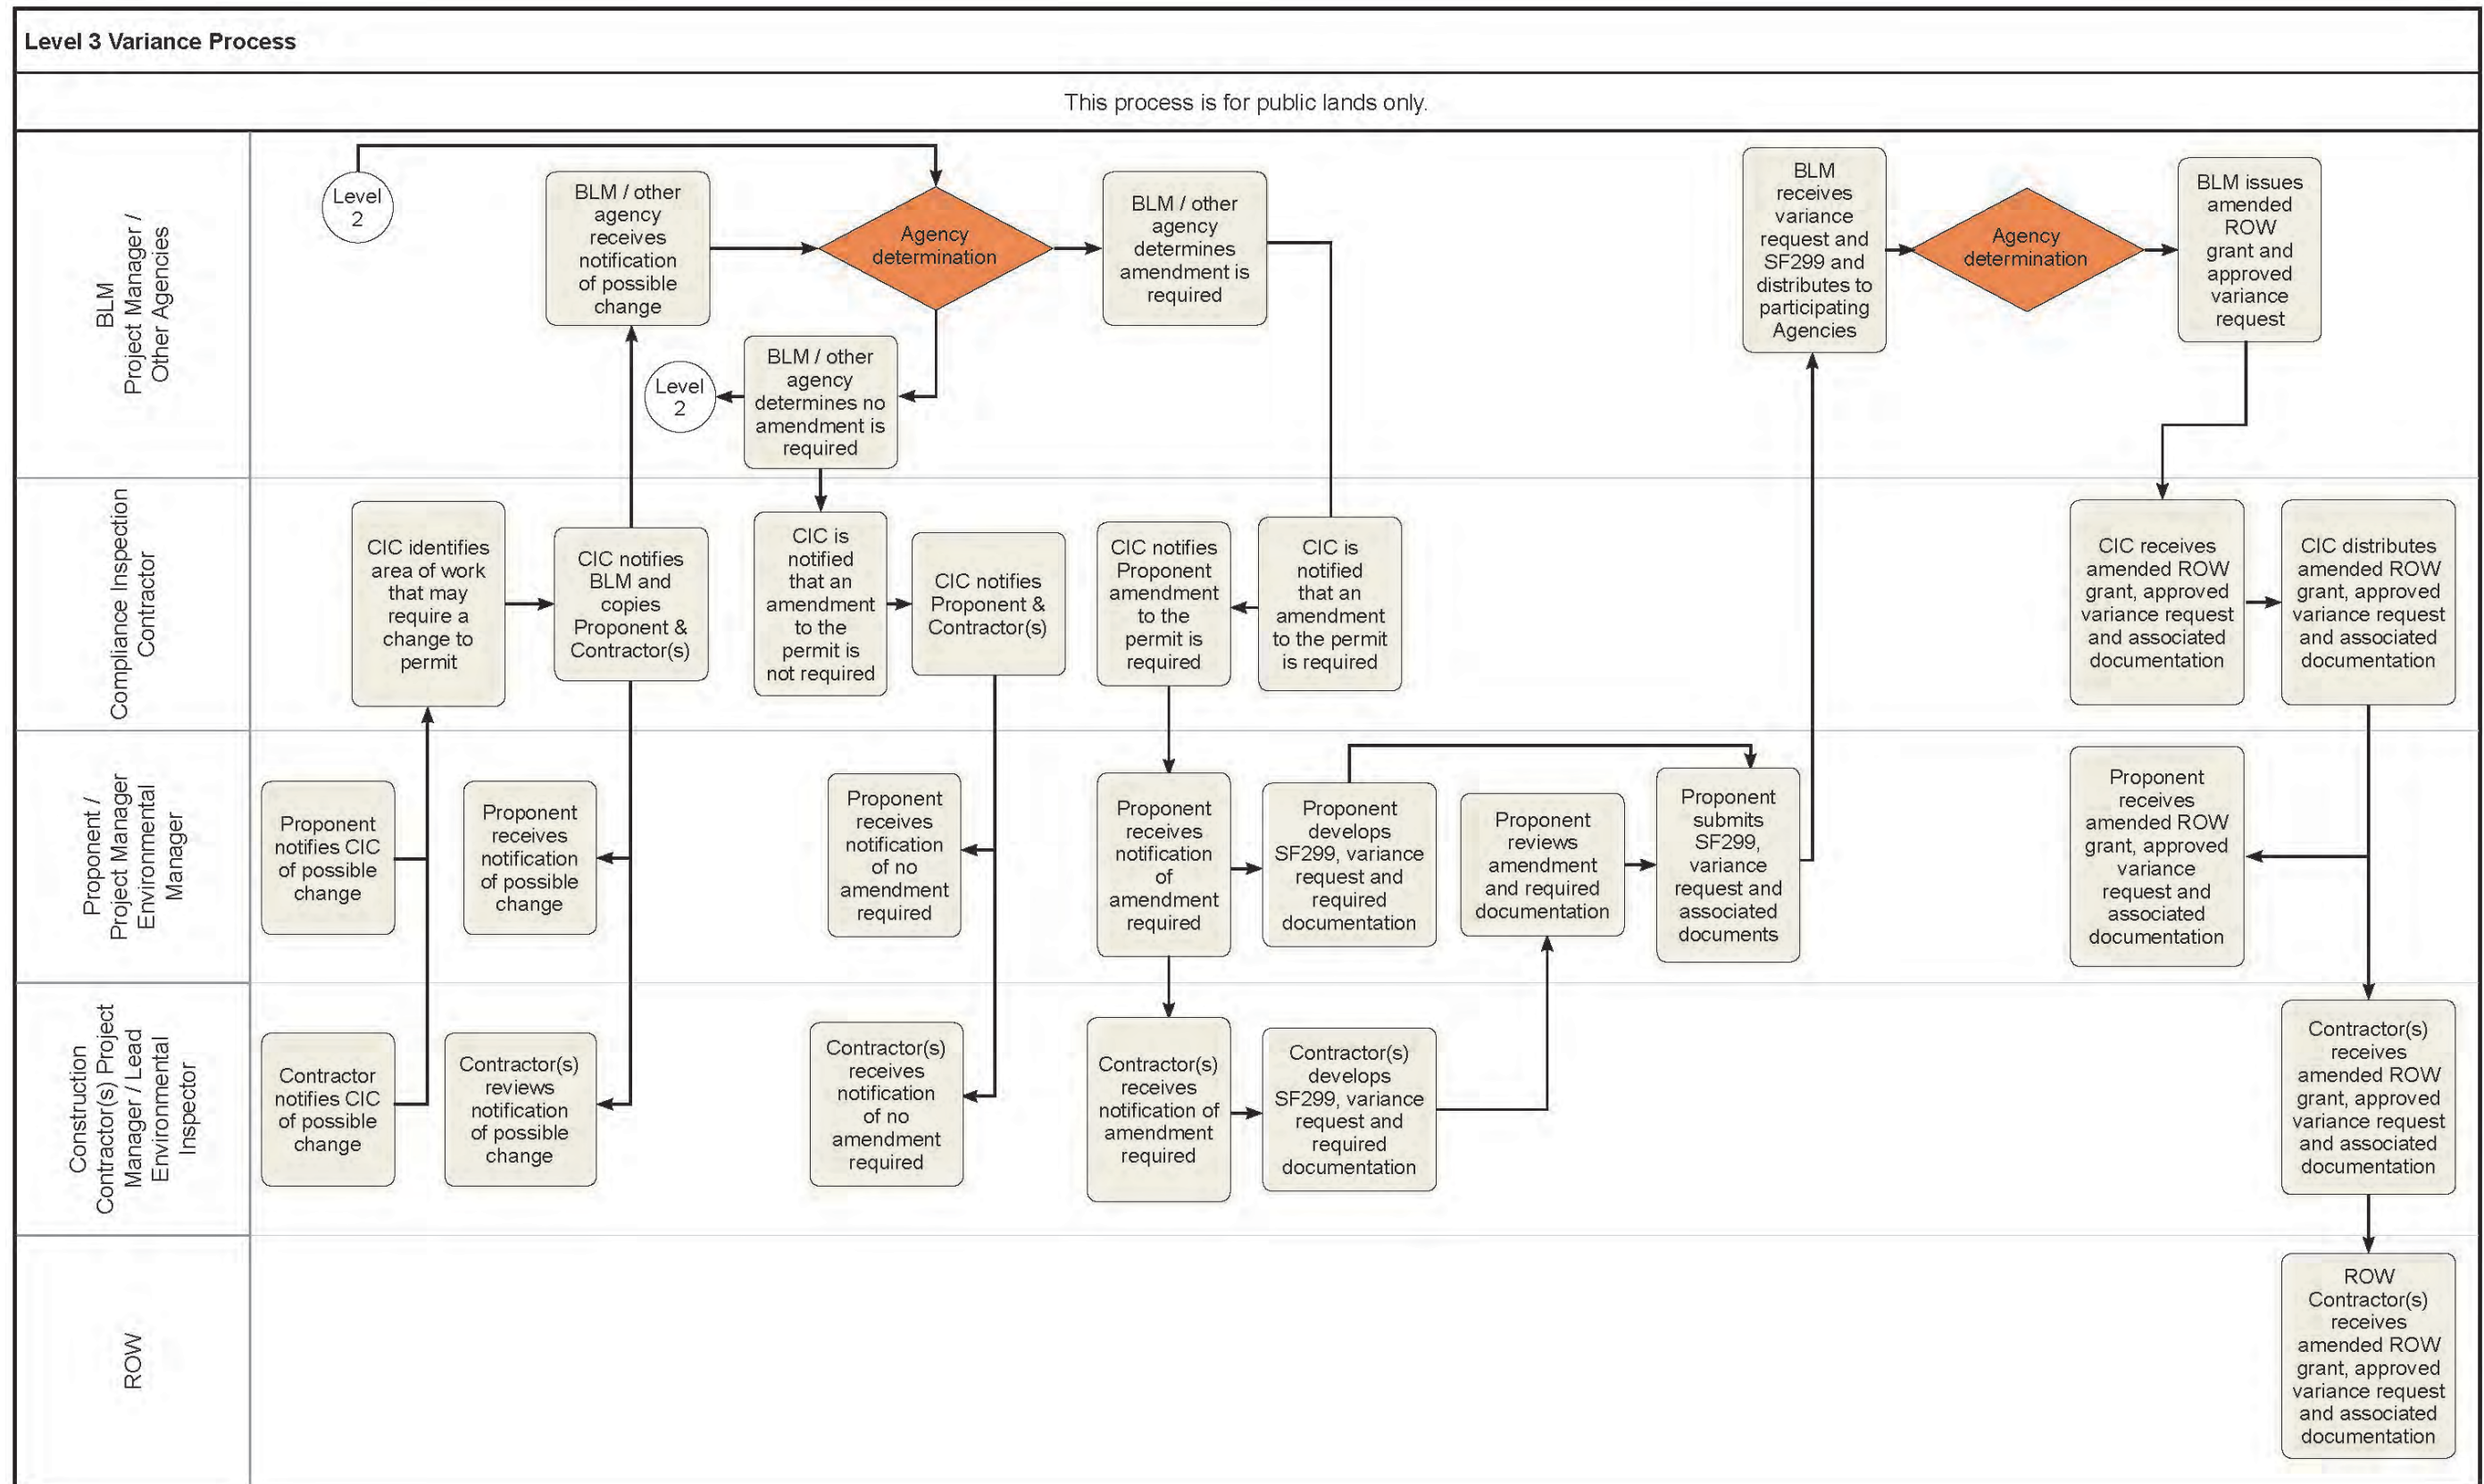 Level 3 Variance Process
This process is for public lands only.
BLM
Project Manager /
Other Agencies
Level
2
BLM / other
agency
receives
notification
of possible
change
Agency
determination
BLM / other
agency
determines
amendment is
required
BLM
receives
variance
request and
SF299 and
distributes to
participating
Agencies
Agency
determination
BLM issues
amended
ROW
grant and
approved
variance
request
Level
2
BLM / other
agency
determines no
amendment is
required
Compliance Inspection
Contractor
CIC identifies
area of work
that may
require a
change to
permit
CIC notifies
BLM and
copies
Proponent &
Contractor(s)
CIC is
notified
that an
amendment
to the
permit is
not required
CIC notifies
Proponent &
Contractor(s)
CIC notifies
Proponent
amendment
to the
permit is
required
CIC is
notified
that an
amendment
to the permit
is required
CIC receives
amended ROW
grant, approved
variance request
and associated
documentation
CIC distributes
amended ROW
grant, approved
variance request
and associated
documentation
Proponent /
Project Manager
Environmental
Manager
Proponent
notifies CIC
of possible
change
Proponent
receives
notification
of possible
change
Proponent
receives
notification
of no
amendment
required
Proponent
receives
notification
of
amendment
required
Proponent
develops
SF299, variance
request and
required
documentation
Proponent
reviews
amendment
and required
documentation
Proponent
submits
SF299,
variance
request and
associated
documents
Proponent
receives
amended ROW
grant, approved
variance
request and
associated
documentation
Construction
Contractor(s) Project
Manager / Lead
Environmental
Inspector
Contractor
notifies CIC
of possible
change
Contractor(s)
reviews
notification
of possible
change
Contractor(s)
receives
notification
of no
amendment
required
Contractor(s)
receives
notification of
amendment
required
Contractor(s)
develops
SF299, variance
request and
required
documentation
Contractor(s)
receives
amended ROW
grant, approved
variance request
and associated
documentation
ROW
ROW
Contractor(s)
receives
amended ROW
grant, approved
variance request
and associated
documentation